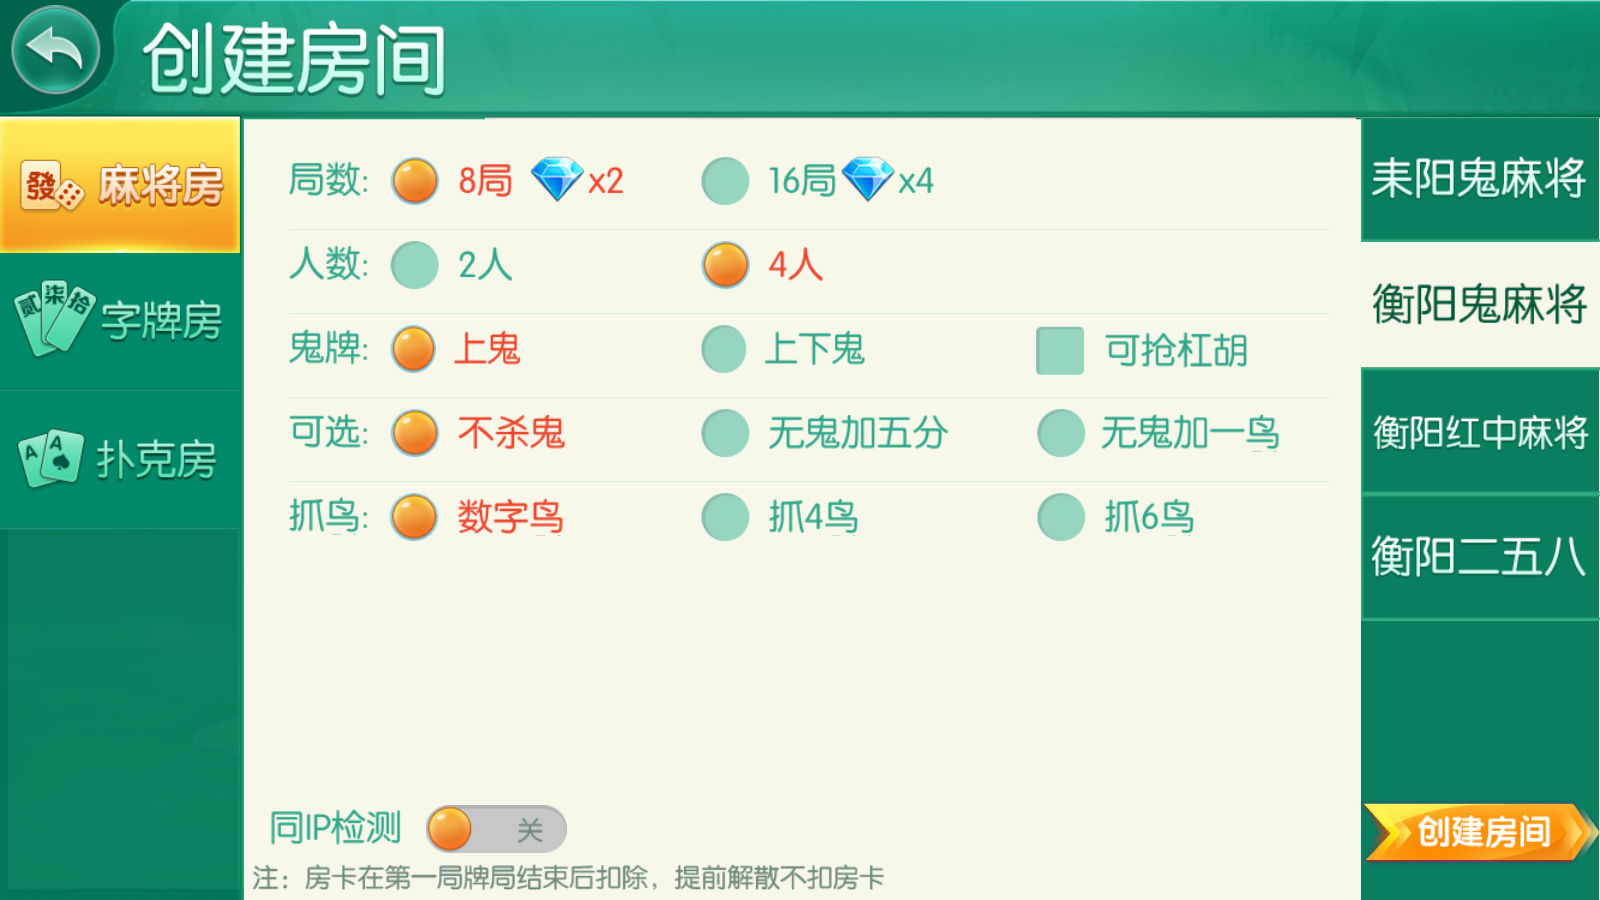 创建房间
發 麻将房
贰 柒 拾 字牌房
A A 扑克房
局数: 8局 x2 16局 x4
人数: 2人 4人
鬼牌: 上鬼 上下鬼 可抢杠胡
可选: 不杀鬼 无鬼加五分 无鬼加一鸟
抓鸟: 数字鸟 抓4鸟 抓6鸟
同IP检测 关
注：房卡在第一局牌局结束后扣除，提前解散不扣房卡
耒阳鬼麻将
衡阳鬼麻将
衡阳红中麻将
衡阳二五八
创建房间